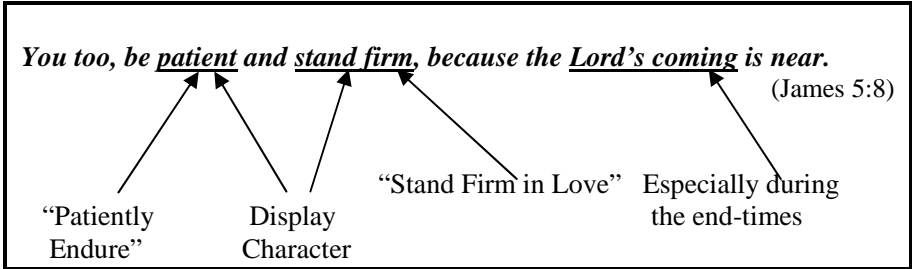 You too, be patient and stand firm, because the Lord's coming is near.
(James 5:8)
“Stand Firm in Love” Especially during
“Patiently Display the end-times
Endure” Character